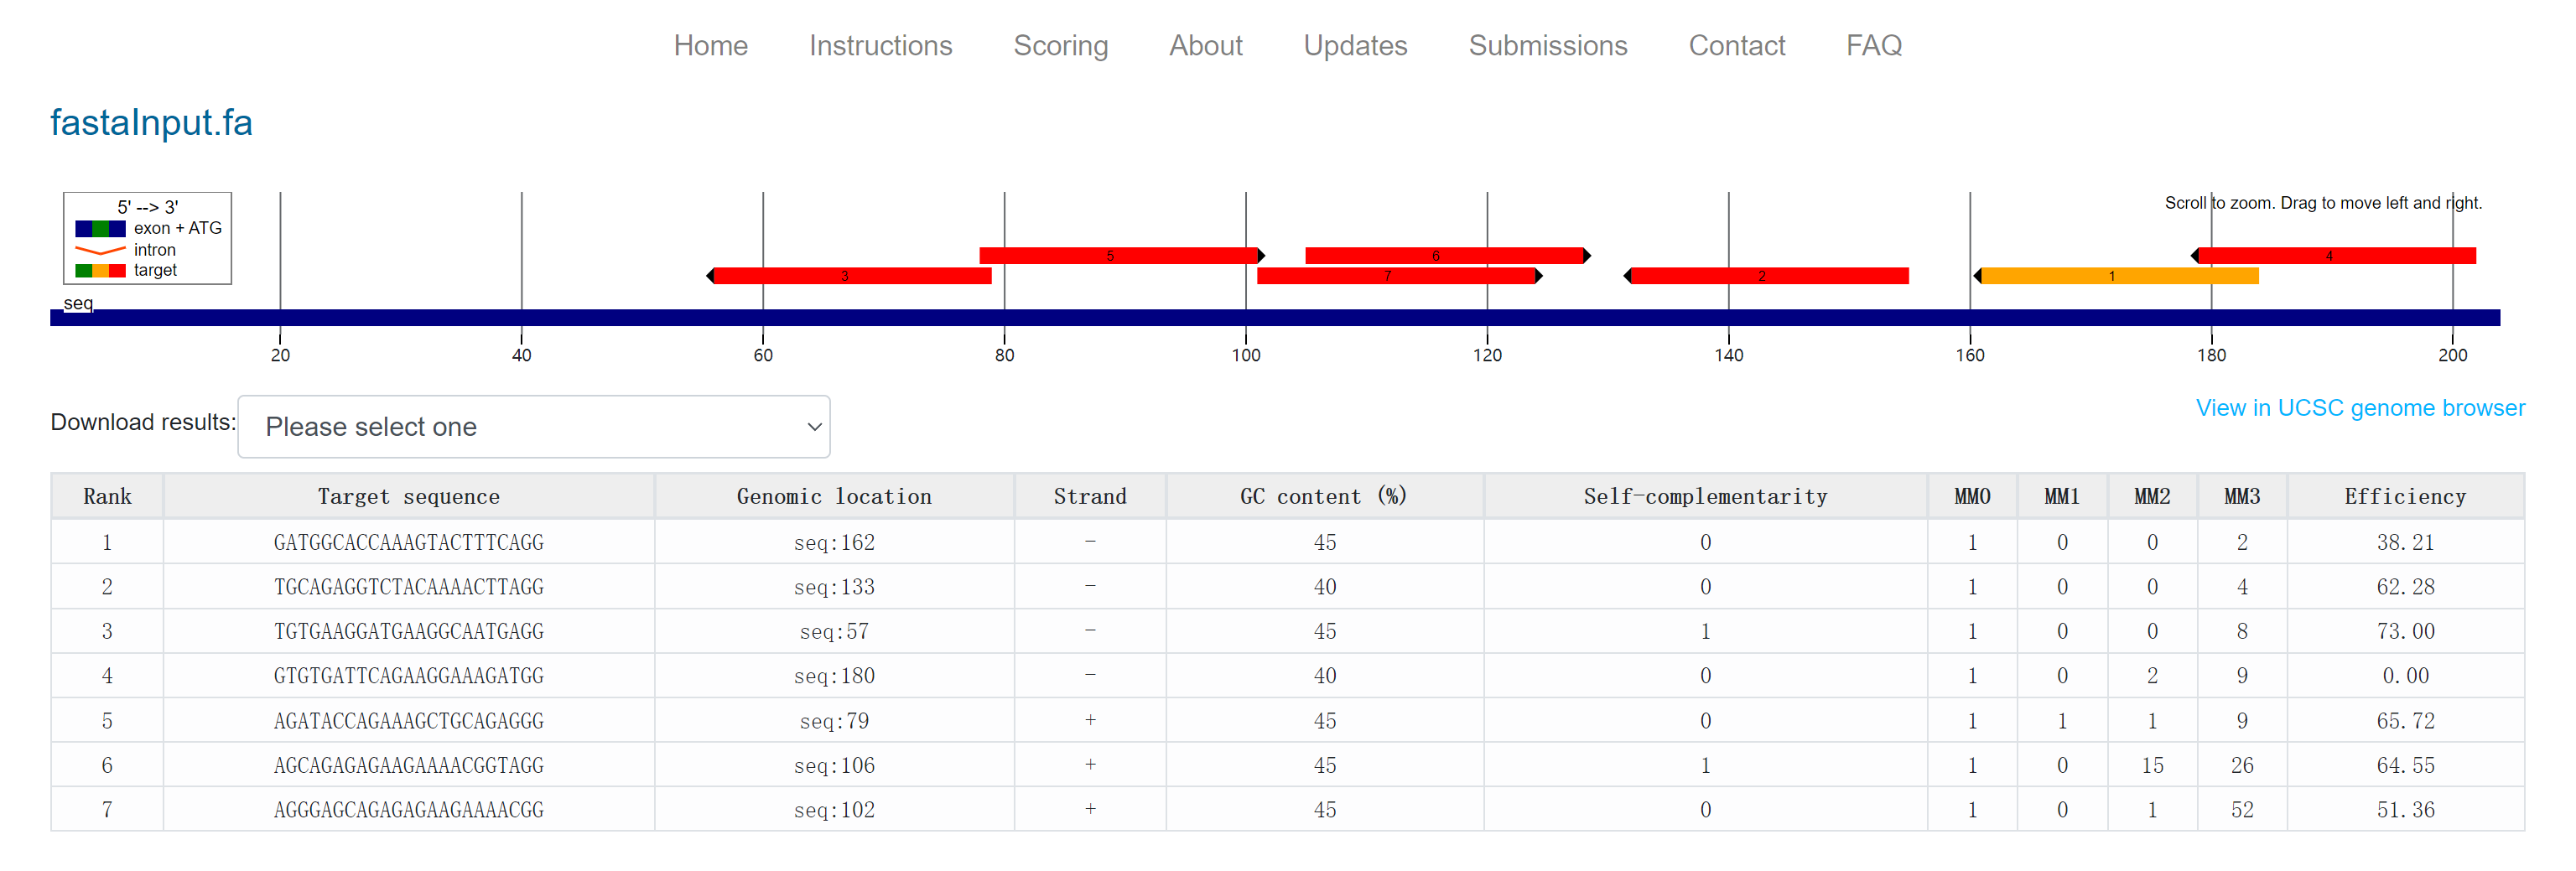 Home Instructions Scoring About Updates Submissions Contact FAQ
fastaInput.fa
5' --> 3'
exon + ATG
intron
target
Scroll to zoom. Drag to move left and right.
5 6 4
3 7 2 1
seq
20 40 60 80 100 120 140 160 180 200
Download results: Please select one
View in UCSC genome browser
Rank Target sequence Genomic location Strand GC content (%) Self-complementarity MM0 MM1 MM2 MM3 Efficiency
1 GATGGCACCAAAGTACTTTCAGG seq:162 - 45 0 1 0 0 2 38.21
2 TGCAGAGGTCTACAAAACTTAGG seq:133 - 40 0 1 0 0 4 62.28
3 TGTGAAGGATGAAGGCAATGAGG seq:57 - 45 1 1 0 0 8 73.00
4 GTGTGATTCAGAAGGAAAGATGG seq:180 - 40 0 1 0 2 9 0.00
5 AGATACCAGAAAGCTGCAGAGGG seq:79 + 45 0 1 1 1 9 65.72
6 AGCAGAGAGAAGAAAACGGTAGG seq:106 + 45 1 1 0 15 26 64.55
7 AGGGAGCAGAGAGAAGAAAACGG seq:102 + 45 0 1 0 1 52 51.36